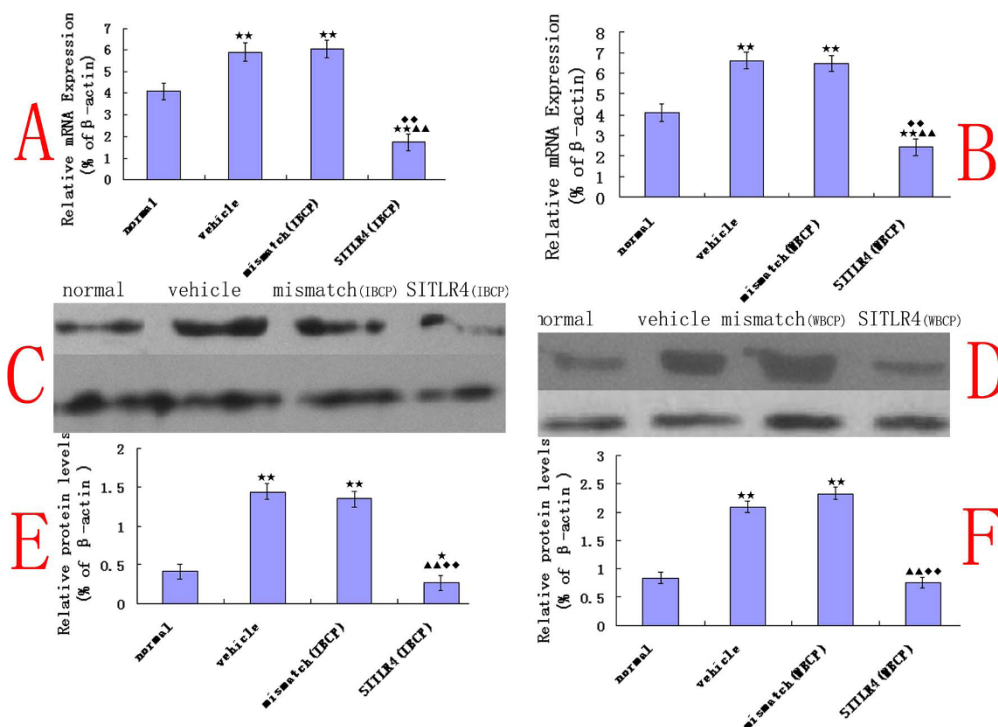 A
Relative mRNA Expression
(% of β-actin)
7
6
5
4
3
2
1
0
★★
★★
◆◆
★★▲▲
normal
vehicle
mismatch(IBCP)
SITLR4(IBCP)
B
Relative mRNA Expression
(% of β-actin)
8
7
6
5
4
3
2
1
0
★★
★★
◆◆
★★▲▲
normal
vehicle
mismatch(WBCP)
SITLR4(WBCP)
C
normal vehicle mismatch(IBCP) SITLR4(IBCP)
D
normal vehicle mismatch(WBCP) SITLR4(WBCP)
E
Relative protein levels
(% of β-actin )
2
1.5
1
0.5
0
★★
★★
★
▲▲◆◆
normal
vehicle
mismatch(IBCP)
SITLR4(IBCP)
F
Relative protein levels
(% of β-actin )
3
2.5
2
1.5
1
0.5
0
★★
★★
▲▲◆◆
normal
vehicle
mismatch(WBCP)
SITLR4(WBCP)